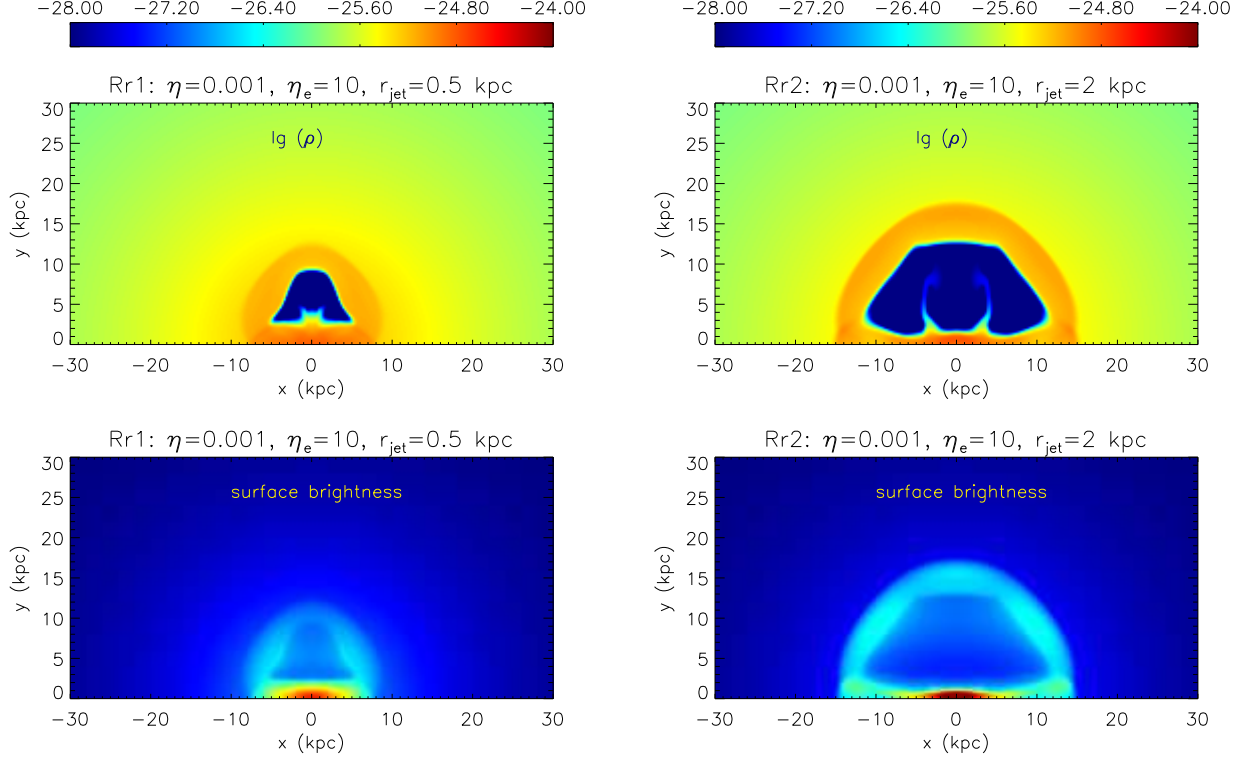 −28.00 −27.20 −26.40 −25.60 −24.80 −24.00
−28.00 −27.20 −26.40 −25.60 −24.80 −24.00
Rr1: η=0.001, ηe=10, rjet=0.5 kpc
lg (ρ)
y (kpc)
30
25
20
15
10
5
0
−30 −20 −10 0 10 20 30
x (kpc)
Rr2: η=0.001, ηe=10, rjet=2 kpc
lg (ρ)
y (kpc)
30
25
20
15
10
5
0
−30 −20 −10 0 10 20 30
x (kpc)
Rr1: η=0.001, ηe=10, rjet=0.5 kpc
surface brightness
y (kpc)
30
25
20
15
10
5
0
−30 −20 −10 0 10 20 30
x (kpc)
Rr2: η=0.001, ηe=10, rjet=2 kpc
surface brightness
y (kpc)
30
25
20
15
10
5
0
−30 −20 −10 0 10 20 30
x (kpc)